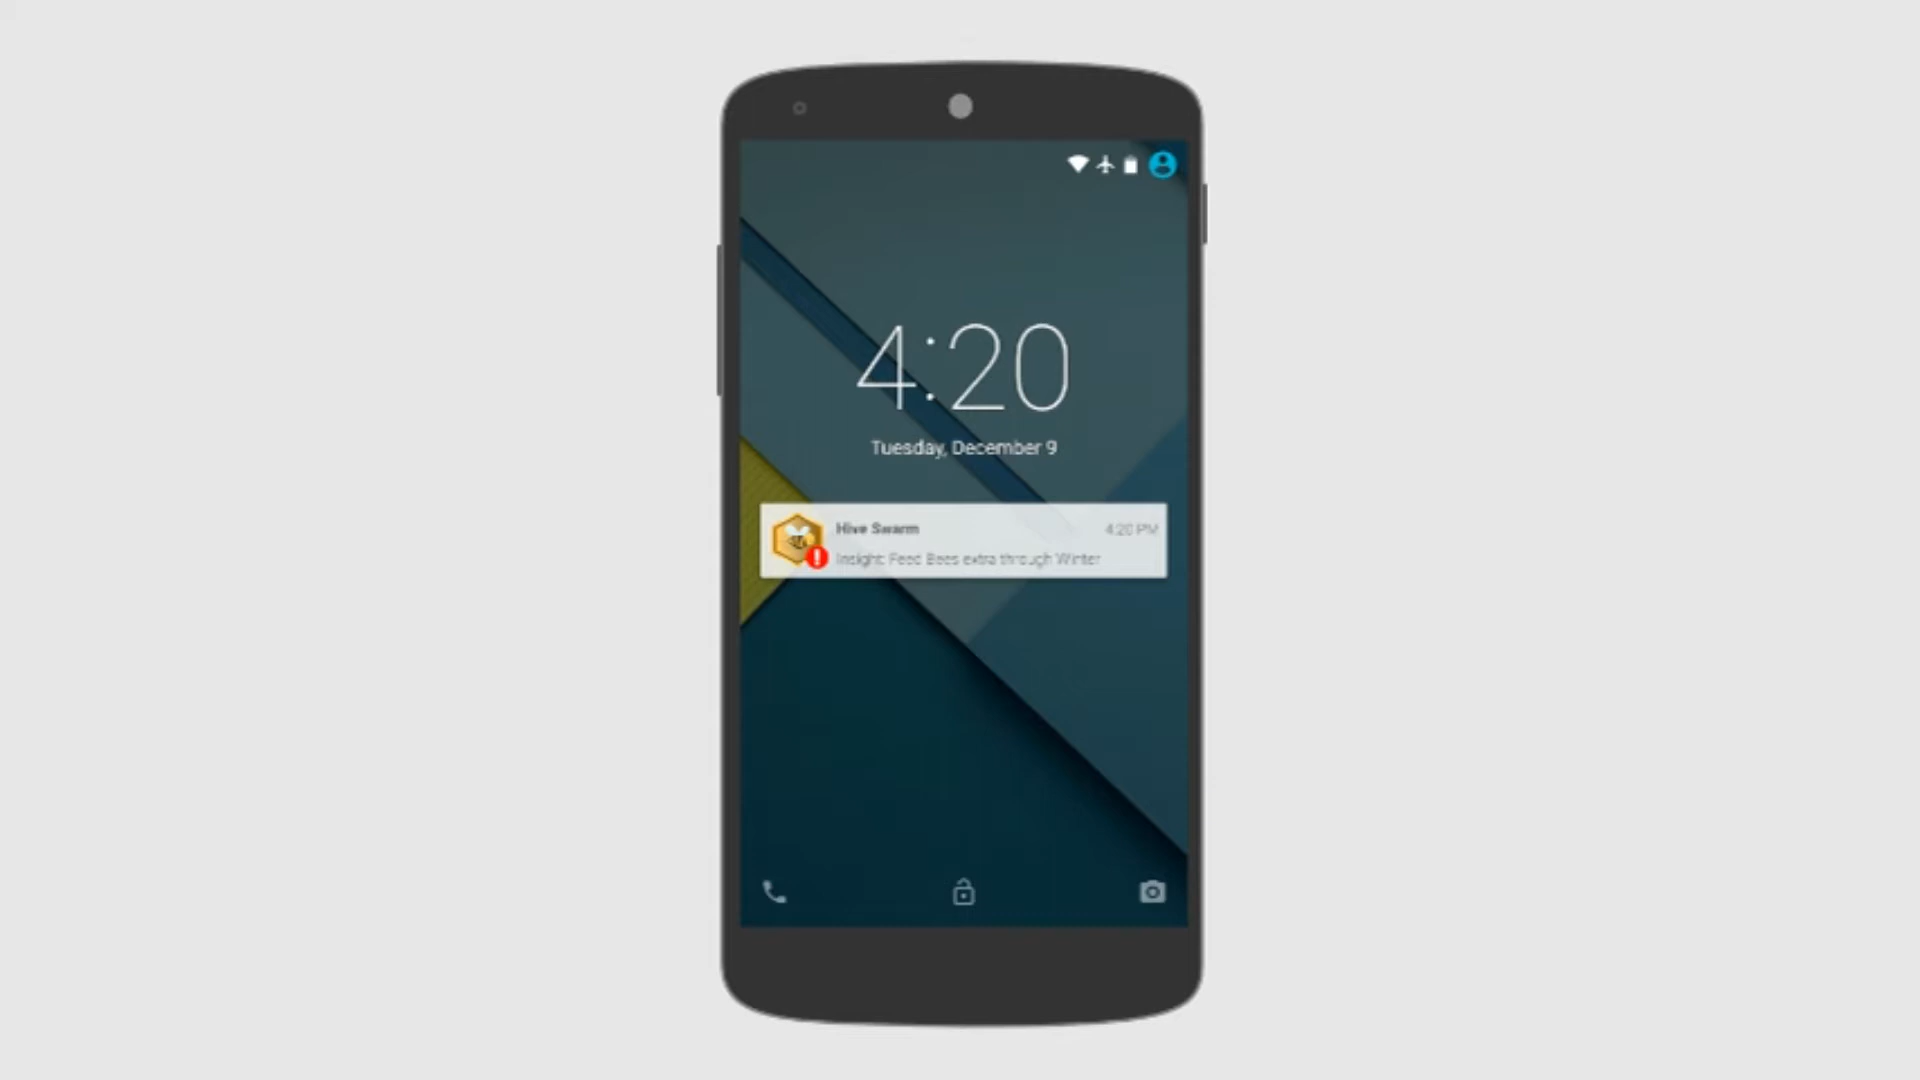 4:20
Tuesday, December 9
Hive Swarm
4:20 PM
Insight: Feed Bees extra through Winter